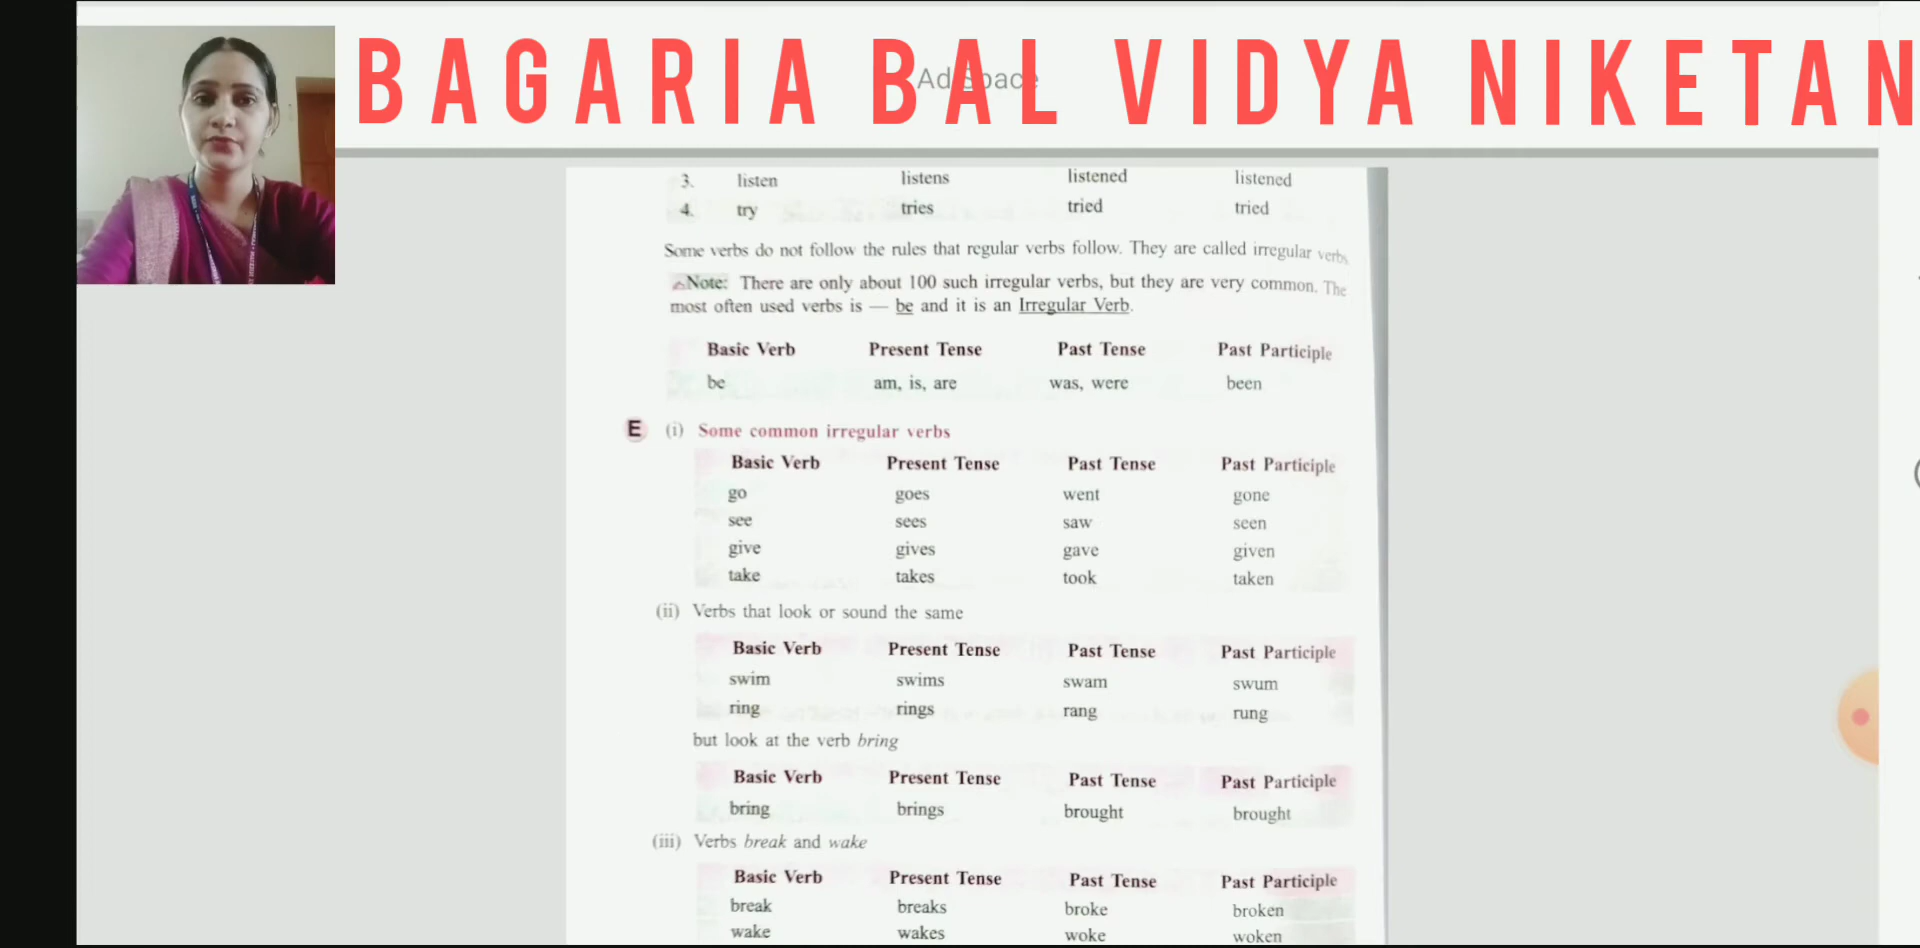 BAGARIA BAL VIDYA NIKETAN
Ad Space
3. listen listens listened listened
4. try tries tried tried
Some verbs do not follow the rules that regular verbs follow. They are called irregular verbs
Note: There are only about 100 such irregular verbs, but they are very common. The
most often used verbs is — be and it is an Irregular Verb.
Basic Verb Present Tense Past Tense Past Participle
be am, is, are was, were been
E (i) Some common irregular verbs
Basic Verb Present Tense Past Tense Past Participle
go goes went gone
see sees saw seen
give gives gave given
take takes took taken
(ii) Verbs that look or sound the same
Basic Verb Present Tense Past Tense Past Participle
swim swims swam swum
ring rings rang rung
but look at the verb bring
Basic Verb Present Tense Past Tense Past Participle
bring brings brought brought
(iii) Verbs break and wake
Basic Verb Present Tense Past Tense Past Participle
break breaks broke broken
wake wakes woke woken